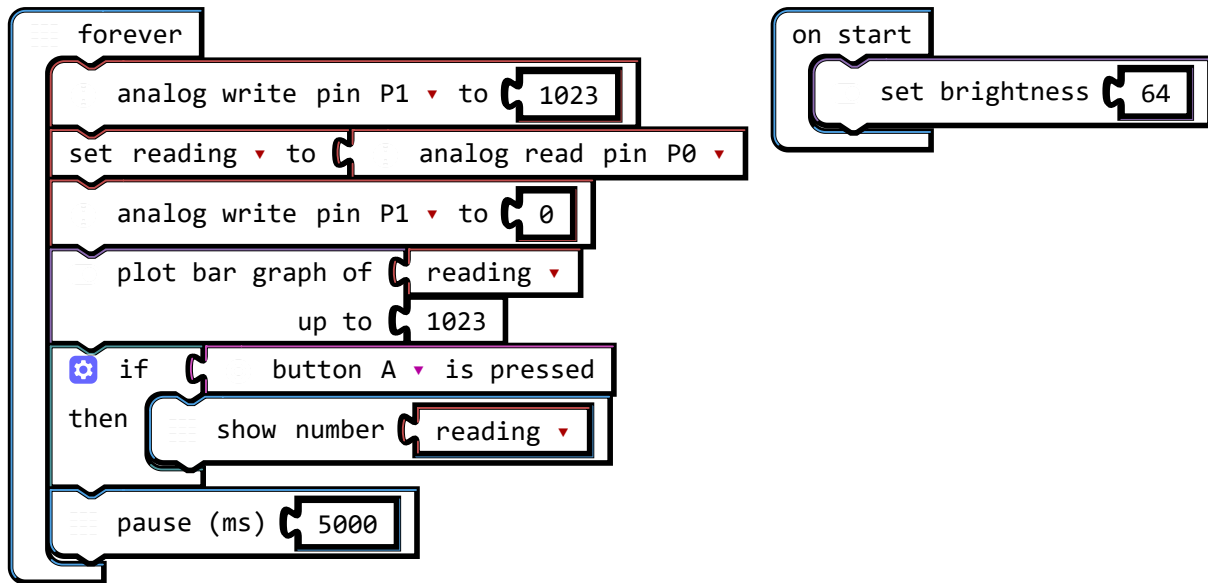 forever
analog write pin P1 ▾ to 1023
set reading ▾ to analog read pin P0 ▾
analog write pin P1 ▾ to 0
plot bar graph of reading ▾
up to 1023
if button A ▾ is pressed
then show number reading ▾
pause (ms) 5000
on start
set brightness 64